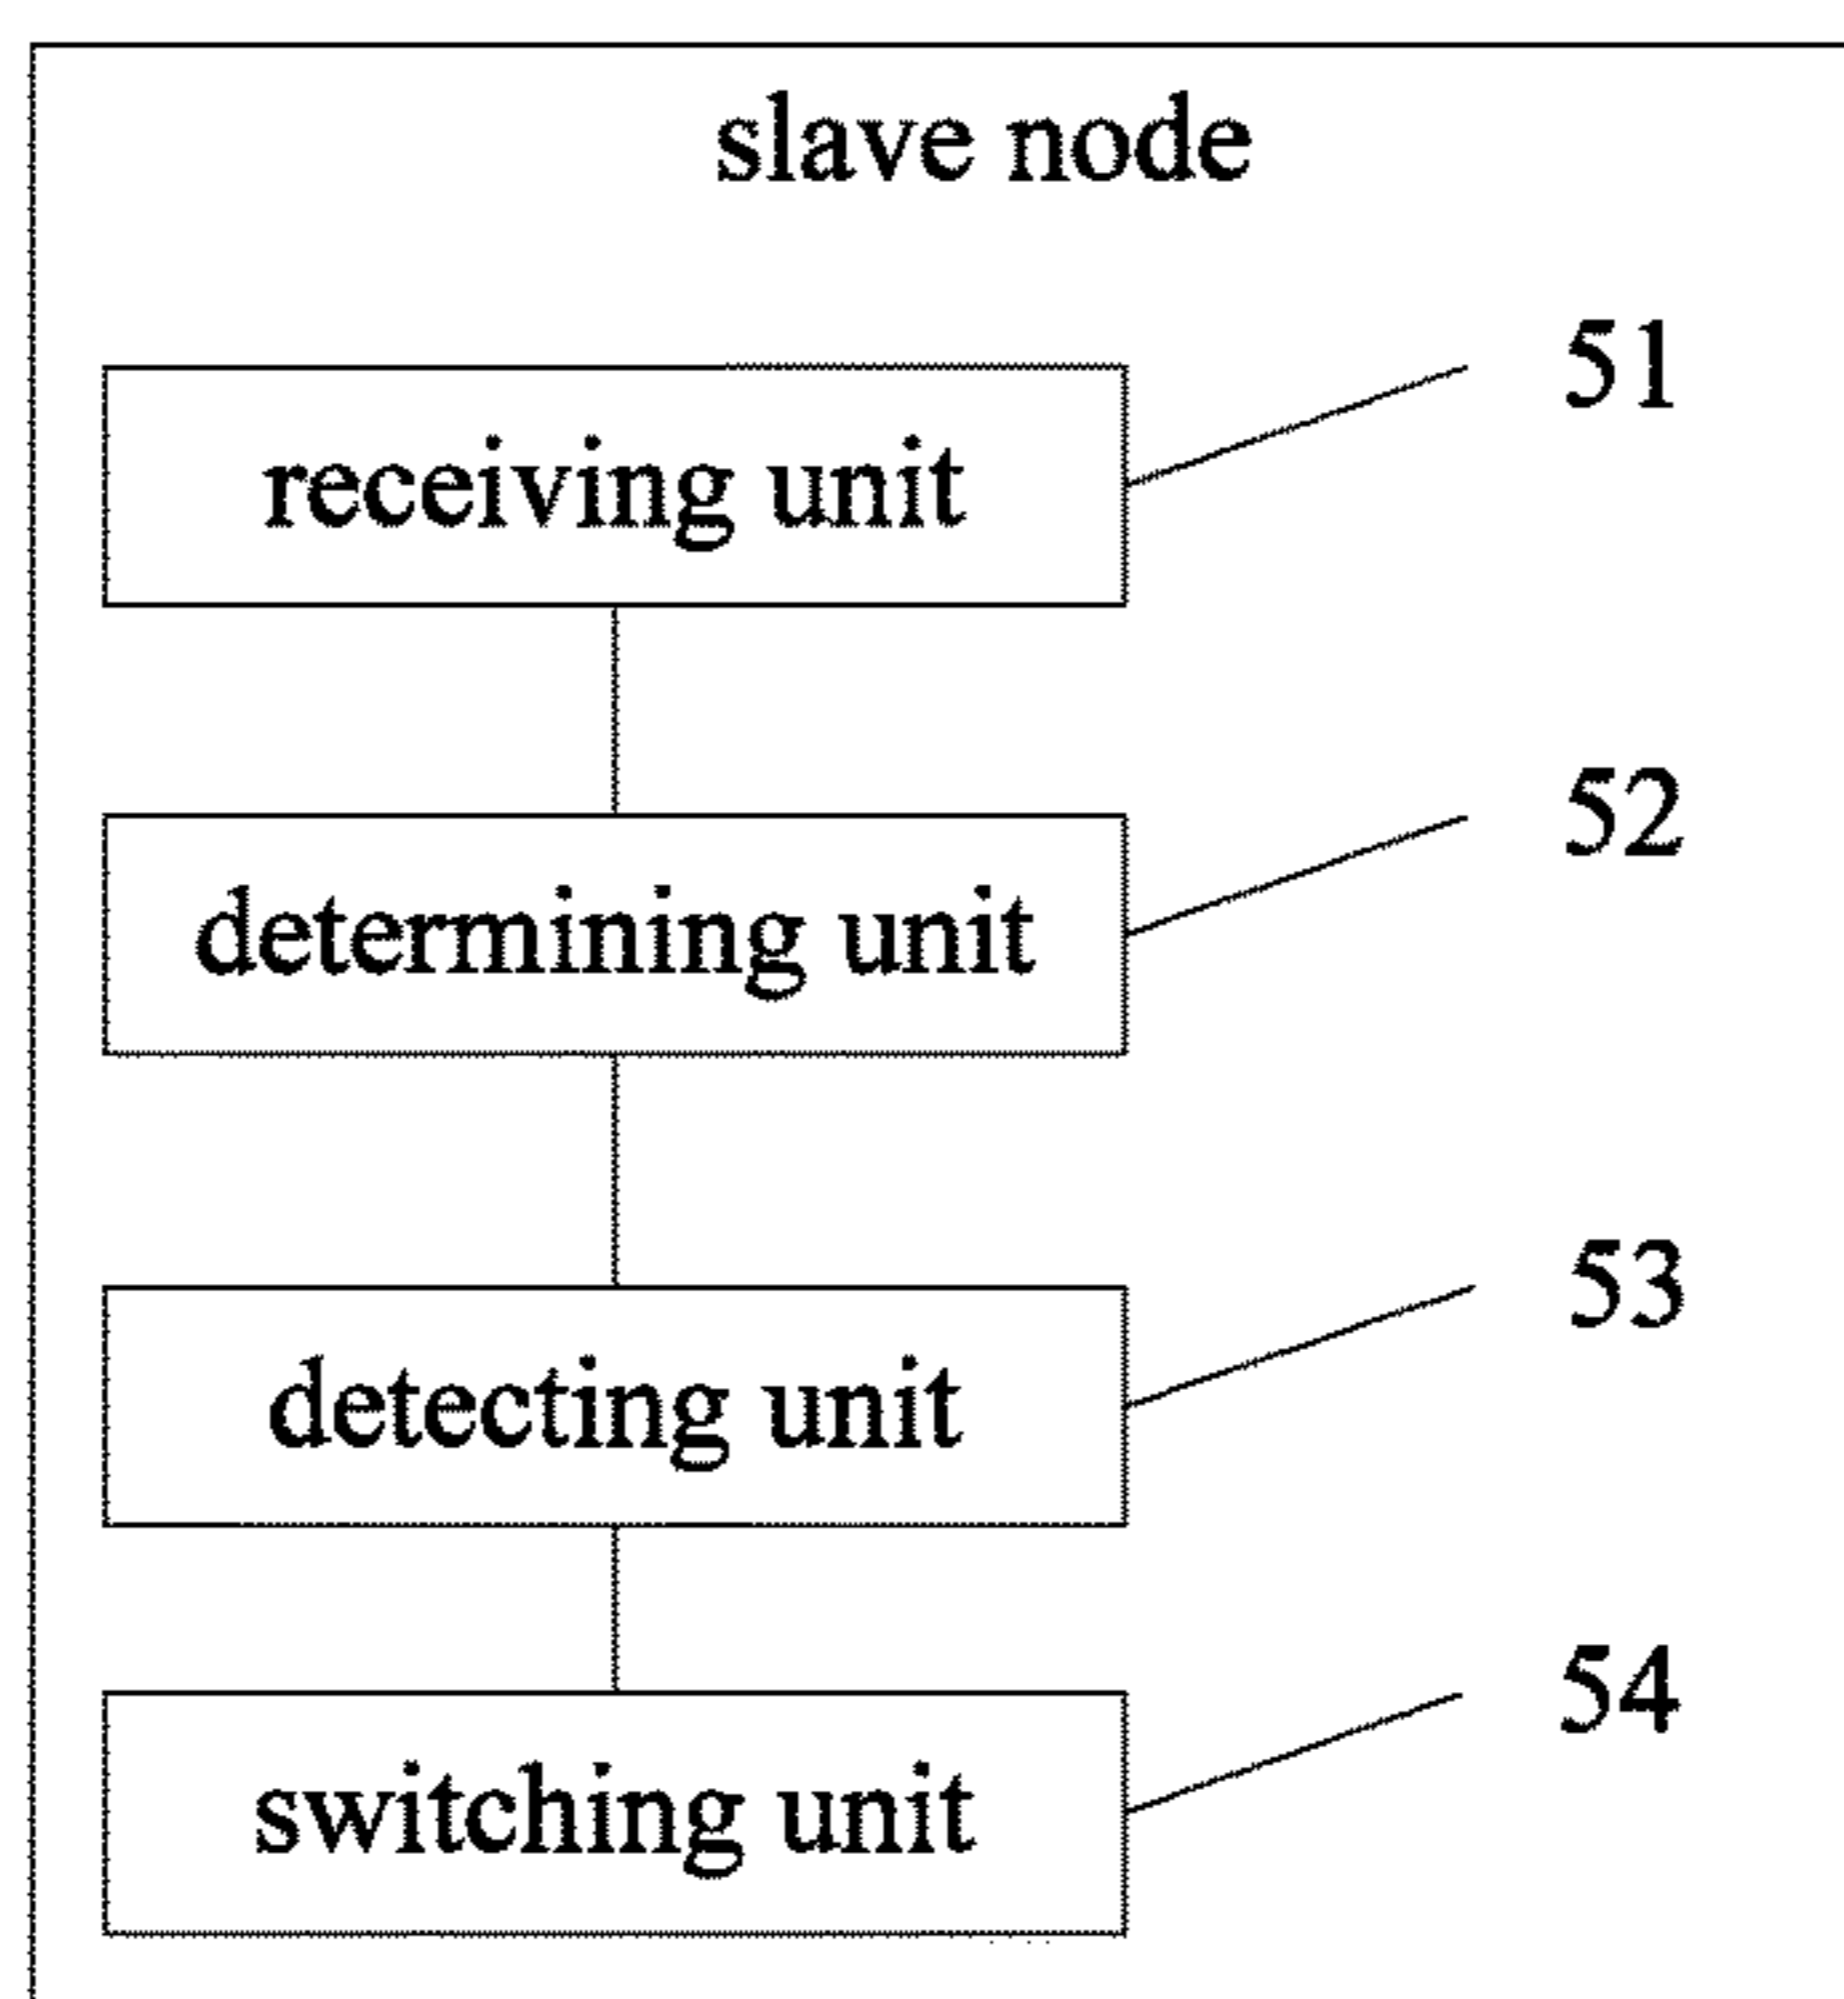 slave node
51
receiving unit
52
determining unit
53
detecting unit
54
switching unit